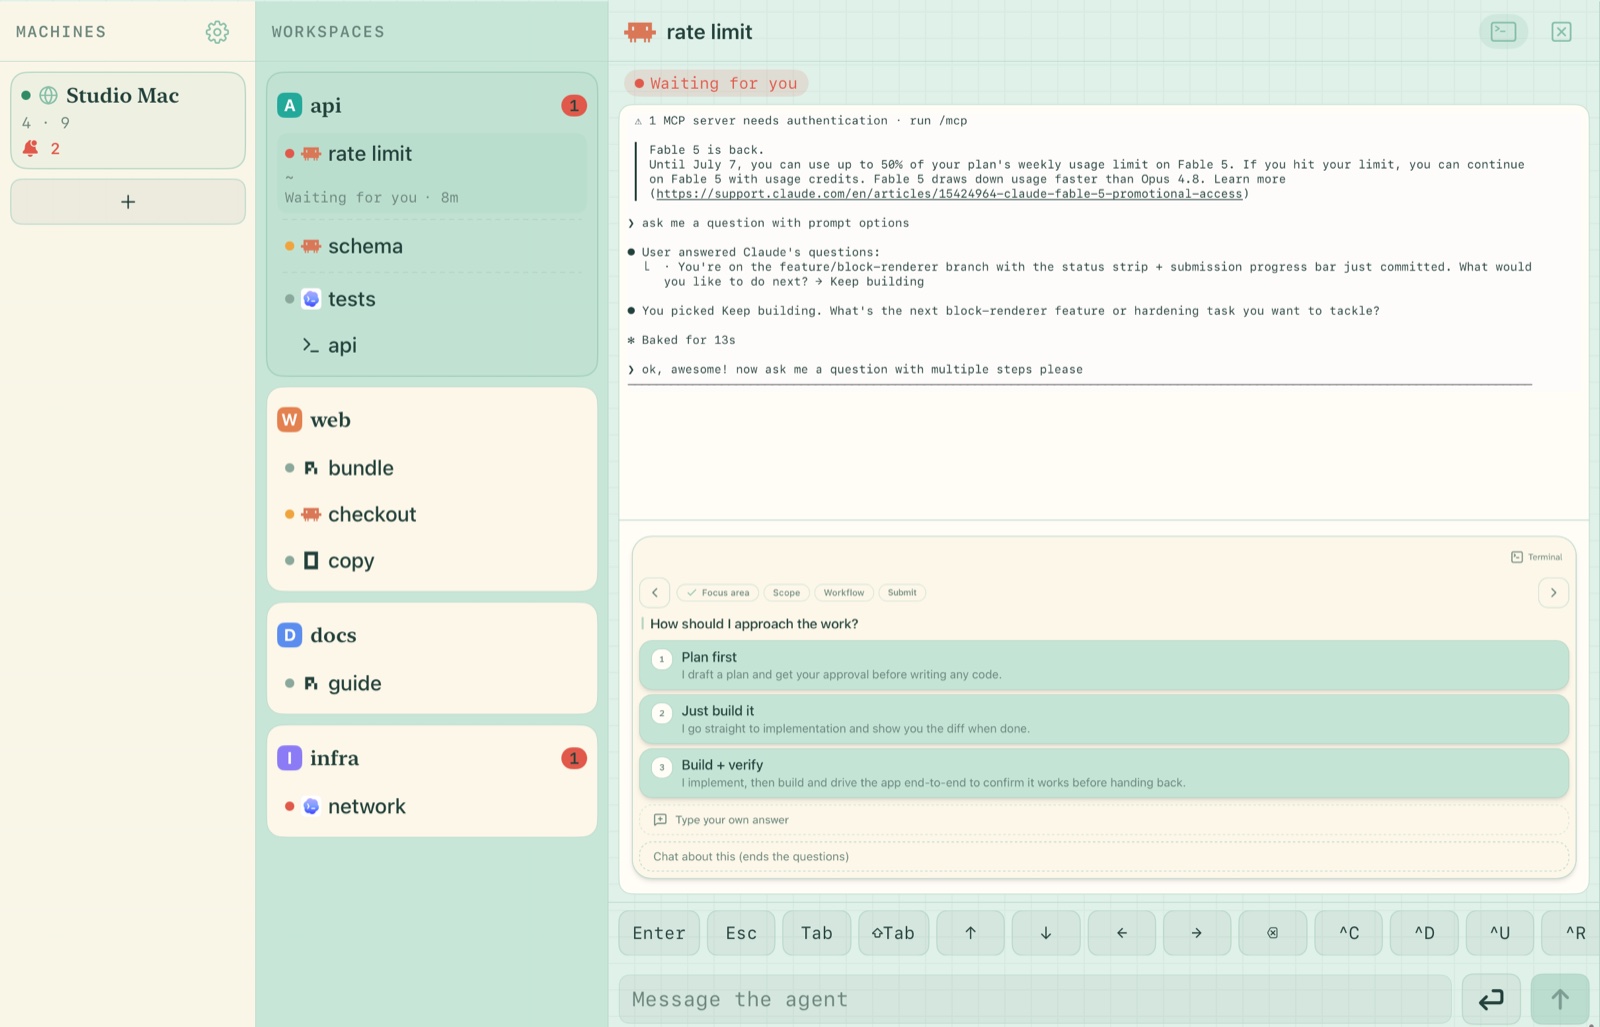 MACHINES
Studio Mac
4 · 9
2
+
WORKSPACES
A api 1
rate limit
~
Waiting for you · 8m
schema
tests
>_ api
W web
bundle
checkout
copy
D docs
guide
I infra 1
network
rate limit
Waiting for you
⚠ 1 MCP server needs authentication · run /mcp
Fable 5 is back.
Until July 7, you can use up to 50% of your plan's weekly usage limit on Fable 5. If you hit your limit, you can continue
on Fable 5 with usage credits. Fable 5 draws down usage faster than Opus 4.8. Learn more
(https://support.claude.com/en/articles/15424964-claude-fable-5-promotional-access)
❯ ask me a question with prompt options
● User answered Claude's questions:
└ · You're on the feature/block-renderer branch with the status strip + submission progress bar just committed. What would
you like to do next? → Keep building
● You picked Keep building. What's the next block-renderer feature or hardening task you want to tackle?
✻ Baked for 13s
❯ ok, awesome! now ask me a question with multiple steps please
Terminal
✓ Focus area Scope Workflow Submit
How should I approach the work?
1 Plan first
I draft a plan and get your approval before writing any code.
2 Just build it
I go straight to implementation and show you the diff when done.
3 Build + verify
I implement, then build and drive the app end-to-end to confirm it works before handing back.
Type your own answer
Chat about this (ends the questions)
Enter Esc Tab ⇧Tab ↑ ↓ ← → ⌫ ^C ^D ^U ^R
Message the agent